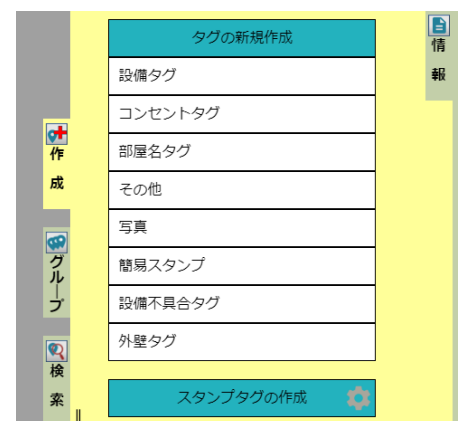 タグの新規作成
設備タグ
コンセントタグ
部屋名タグ
その他
写真
簡易スタンプ
設備不具合タグ
外壁タグ
スタンプタグの作成
作成
グループ
検索
情報